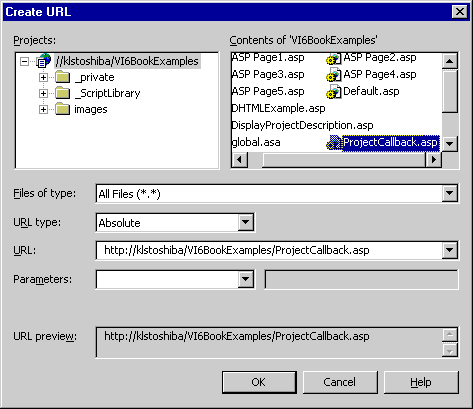 Create URL
Projects:
//klstoshiba/VI6BookExamples
_private
_ScriptLibrary
images
Contents of 'VI6BookExamples'
ASP Page1.asp ASP Page2.asp
ASP Page3.asp ASP Page4.asp
ASP Page5.asp Default.asp
DHTMLExample.asp
DisplayProjectDescription.asp
global.asa ProjectCallback.asp
Files of type: All Files (*.*)
URL type: Absolute
URL: http://klstoshiba/VI6BookExamples/ProjectCallback.asp
Parameters:
URL preview: http://klstoshiba/VI6BookExamples/ProjectCallback.asp
OK Cancel Help